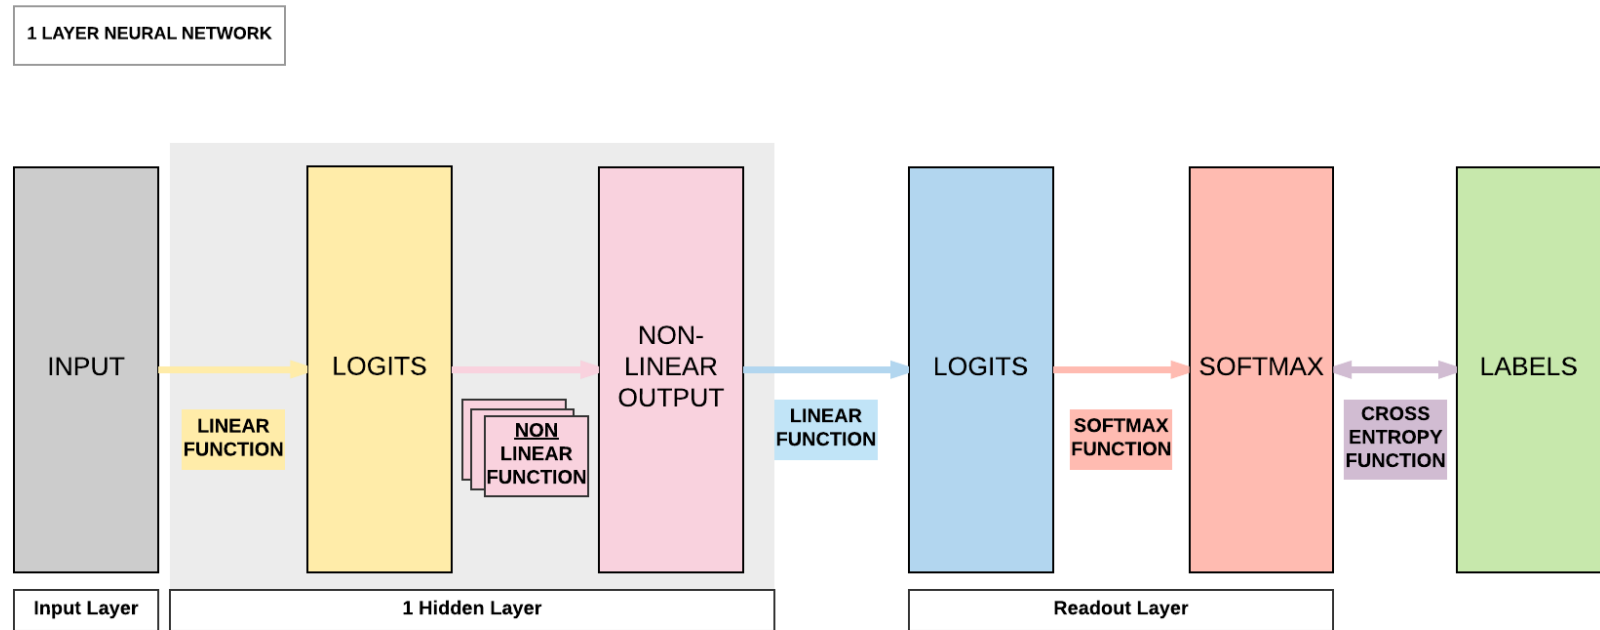 1 LAYER NEURAL NETWORK
INPUT
LINEAR
FUNCTION
LOGITS
NON
LINEAR
FUNCTION
NON-
LINEAR
OUTPUT
LINEAR
FUNCTION
LOGITS
SOFTMAX
FUNCTION
SOFTMAX
CROSS
ENTROPY
FUNCTION
LABELS
Input Layer
1 Hidden Layer
Readout Layer